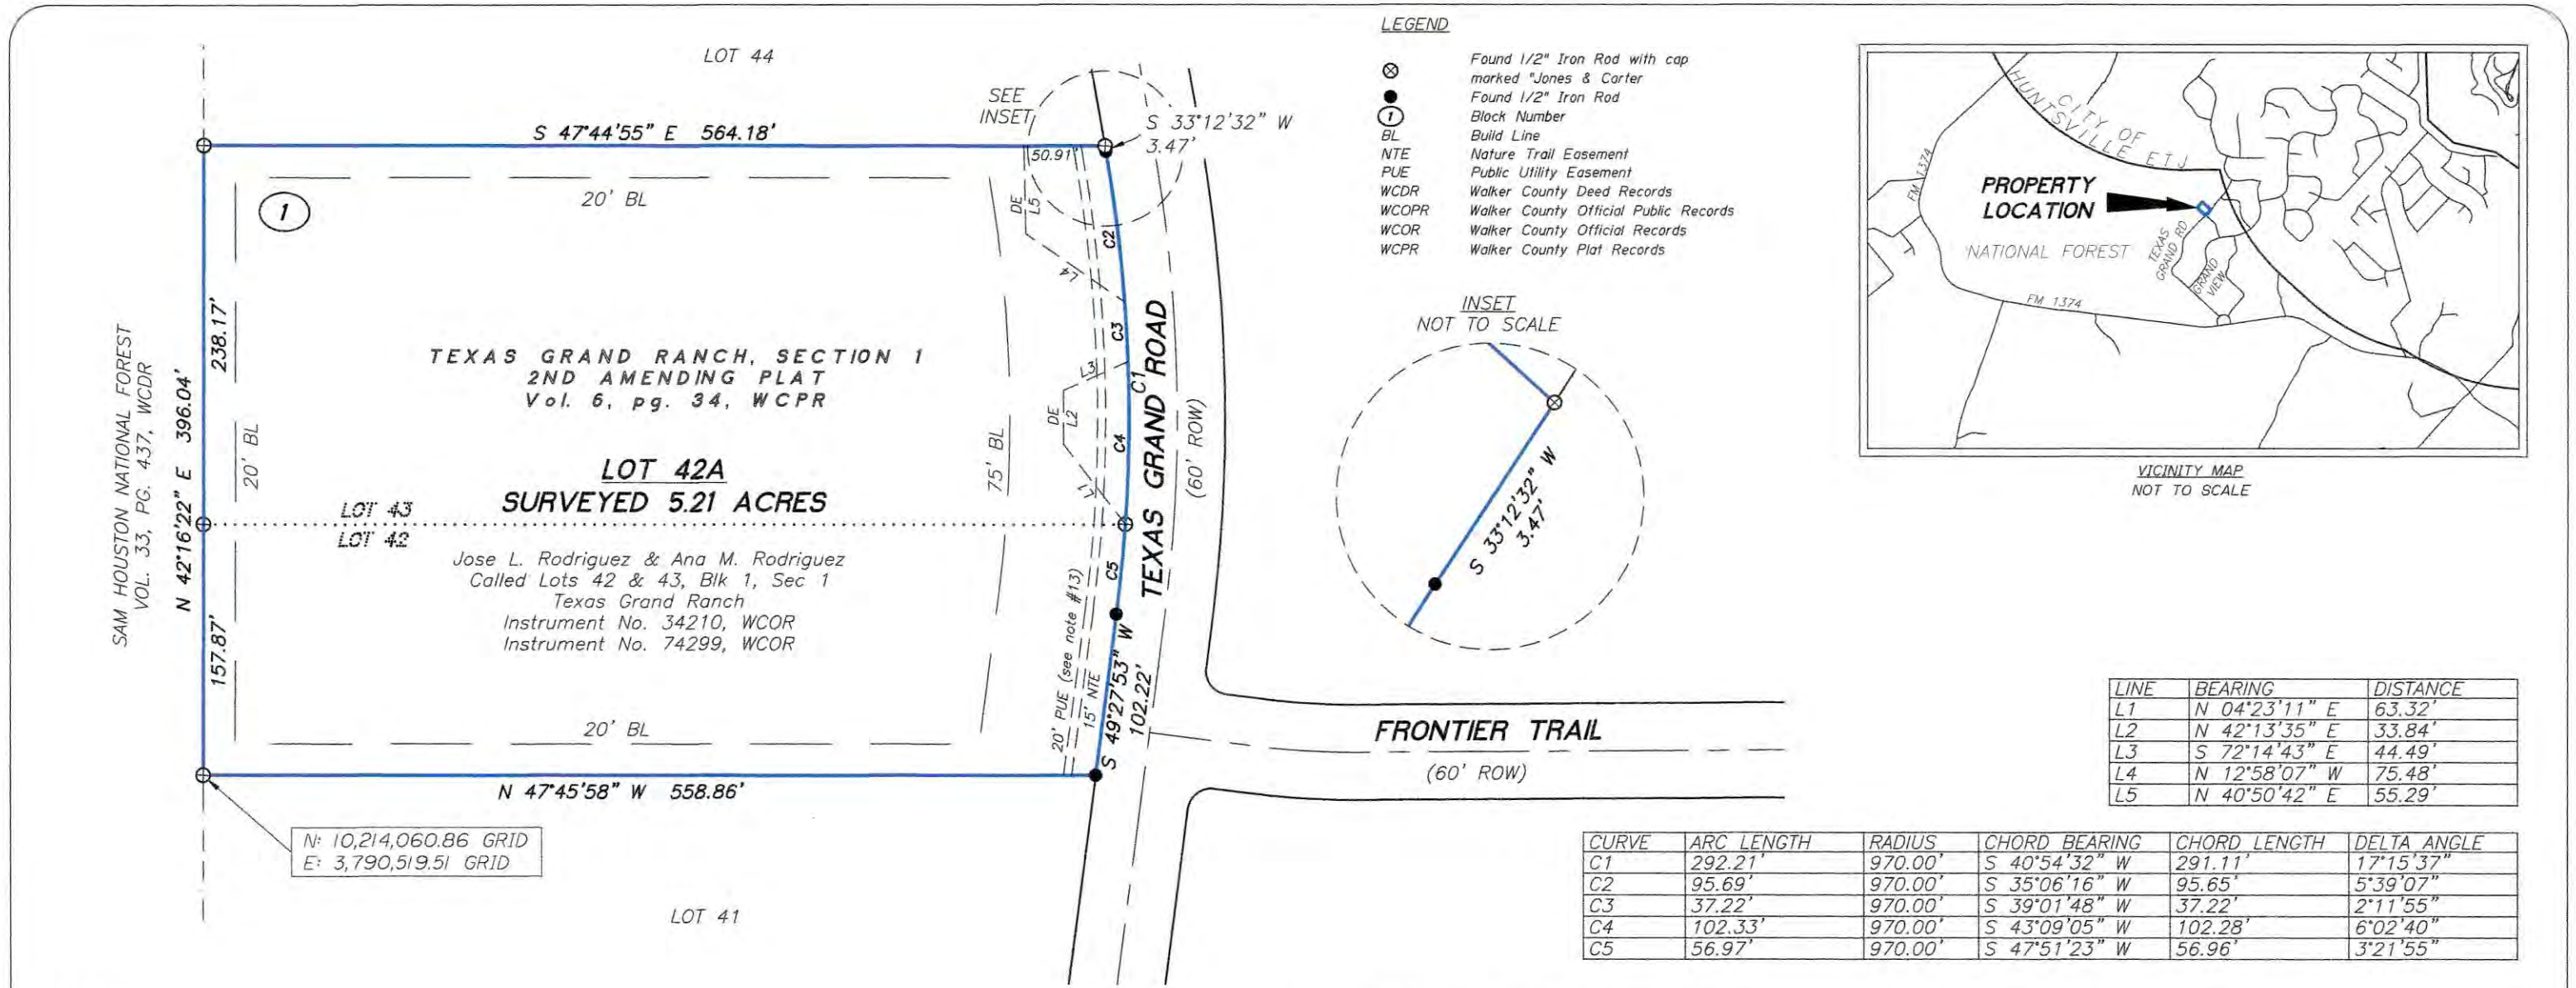 LOT 44
SEE
INSET
S 47°44'55" E 564.18'
S 33°12'32" W
3.47'
50.91'
20' BL
1
DE
L5
C2
L4
238.17'
SAM HOUSTON NATIONAL FOREST
VOL. 33, PG. 437, WCDR
N 42°16'22" E 396.04'
TEXAS GRAND RANCH, SECTION 1
2ND AMENDING PLAT
Vol. 6, pg. 34, WCPR
C3
L3
C1
TEXAS GRAND ROAD
(60' ROW)
DE
L2
C4
20' BL
75' BL
LOT 42A
SURVEYED 5.21 ACRES
L1
LOT 43
LOT 42
Jose L. Rodriguez & Ana M. Rodriguez
Called Lots 42 & 43, Blk 1, Sec 1
Texas Grand Ranch
Instrument No. 34210, WCOR
Instrument No. 74299, WCOR
C5
157.87'
20' PUE (see note #13)
15' NTE
S 49°27'53" W
102.22'
20' BL
N 47°45'58" W 558.86'
N: 10,214,060.86 GRID
E: 3,790,519.51 GRID
LOT 41
FRONTIER TRAIL
(60' ROW)
LEGEND
Found 1/2" Iron Rod with cap
marked "Jones & Carter
Found 1/2" Iron Rod
1 Block Number
BL Build Line
NTE Nature Trail Easement
PUE Public Utility Easement
WCDR Walker County Deed Records
WCOPR Walker County Official Public Records
WCOR Walker County Official Records
WCPR Walker County Plat Records
INSET
NOT TO SCALE
S 33°12'32" W
3.47'
CITY OF
HUNTSVILLE ETJ
FM 1374
PROPERTY
LOCATION
NATIONAL FOREST
TEXAS
GRAND RD
GRAND
VIEW
FM 1374
VICINITY MAP
NOT TO SCALE
LINE BEARING DISTANCE
L1 N 04°23'11" E 63.32'
L2 N 42°13'35" E 33.84'
L3 S 72°14'43" E 44.49'
L4 N 12°58'07" W 75.48'
L5 N 40°50'42" E 55.29'
CURVE ARC LENGTH RADIUS CHORD BEARING CHORD LENGTH DELTA ANGLE
C1 292.21' 970.00' S 40°54'32" W 291.11' 17°15'37"
C2 95.69' 970.00' S 35°06'16" W 95.65' 5°39'07"
C3 37.22' 970.00' S 39°01'48" W 37.22' 2°11'55"
C4 102.33' 970.00' S 43°09'05" W 102.28' 6°02'40"
C5 56.97' 970.00' S 47°51'23" W 56.96' 3°21'55"